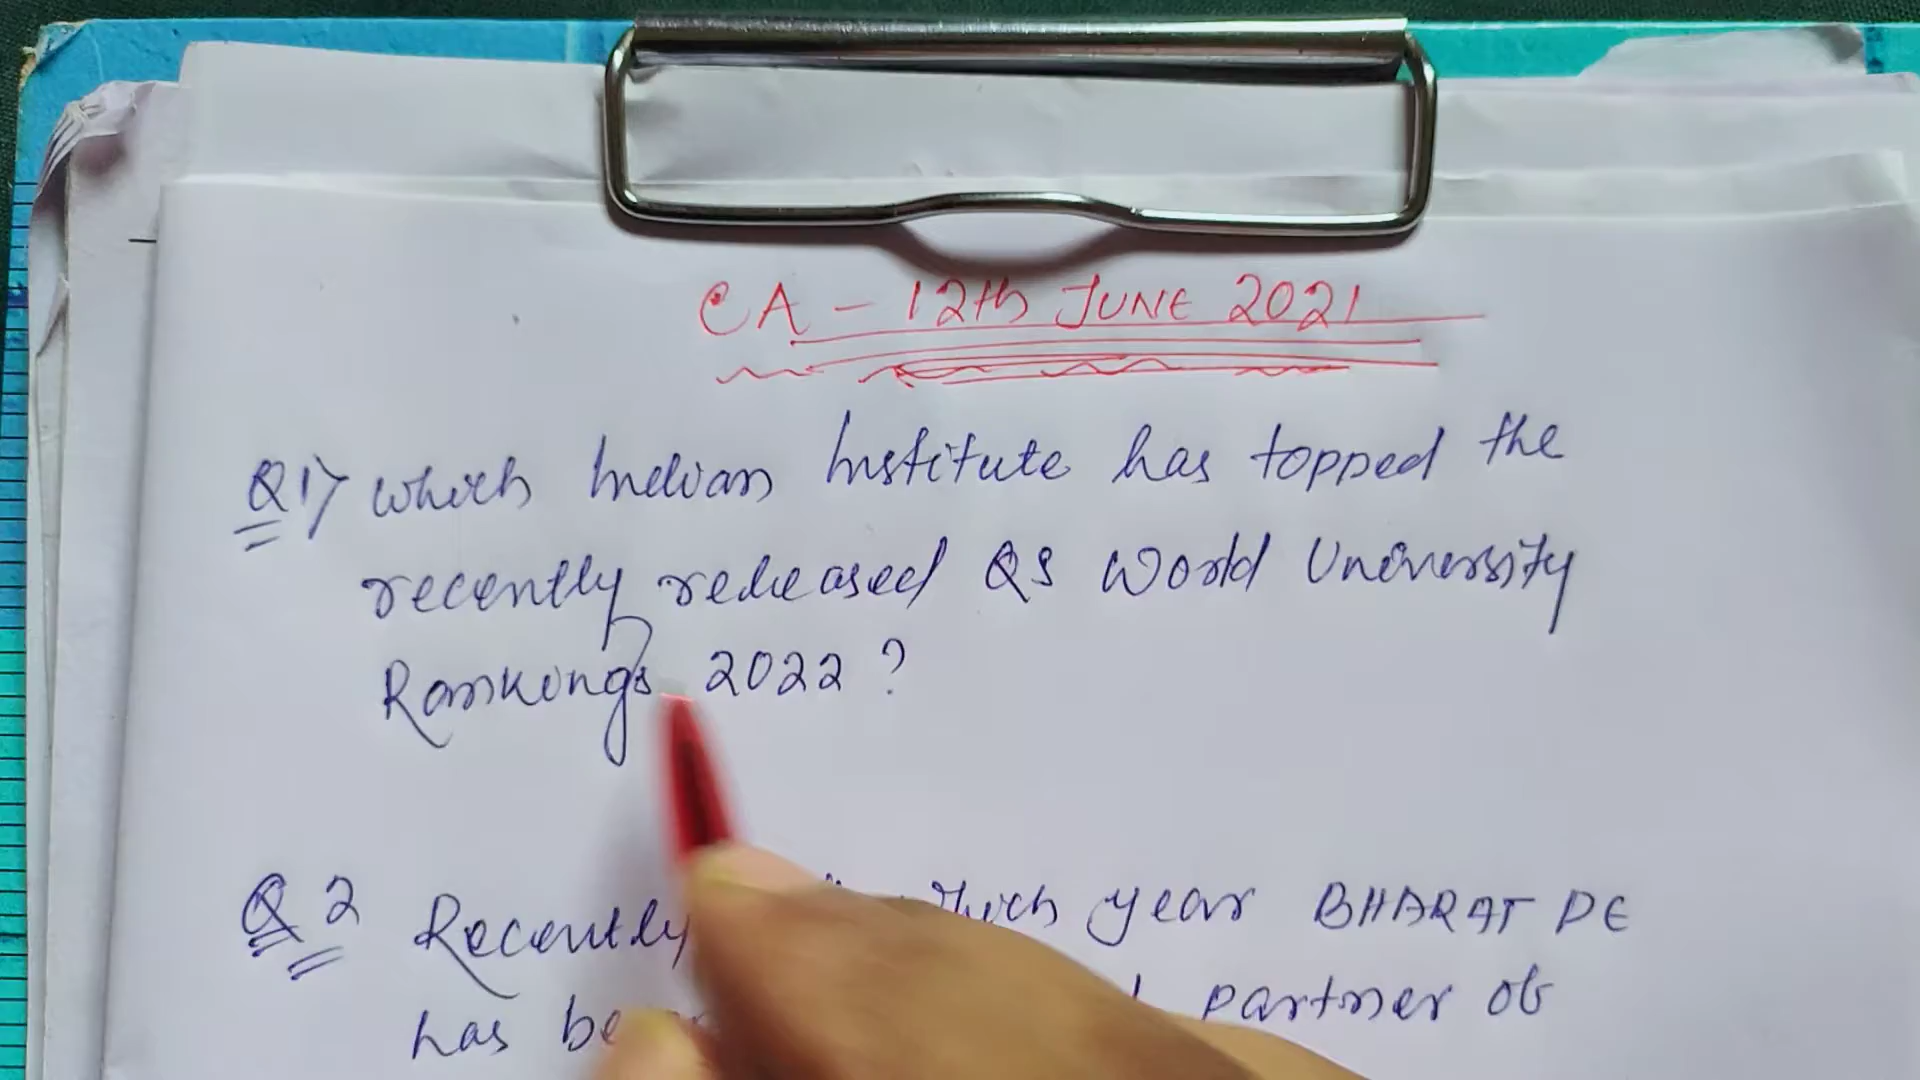 CA - 12th JUNE 2021
Q1) which Indian Institute has topped the
recently released QS World University
Rankings 2022 ?
Q2 Recently which year BHARAT PE
has partner of